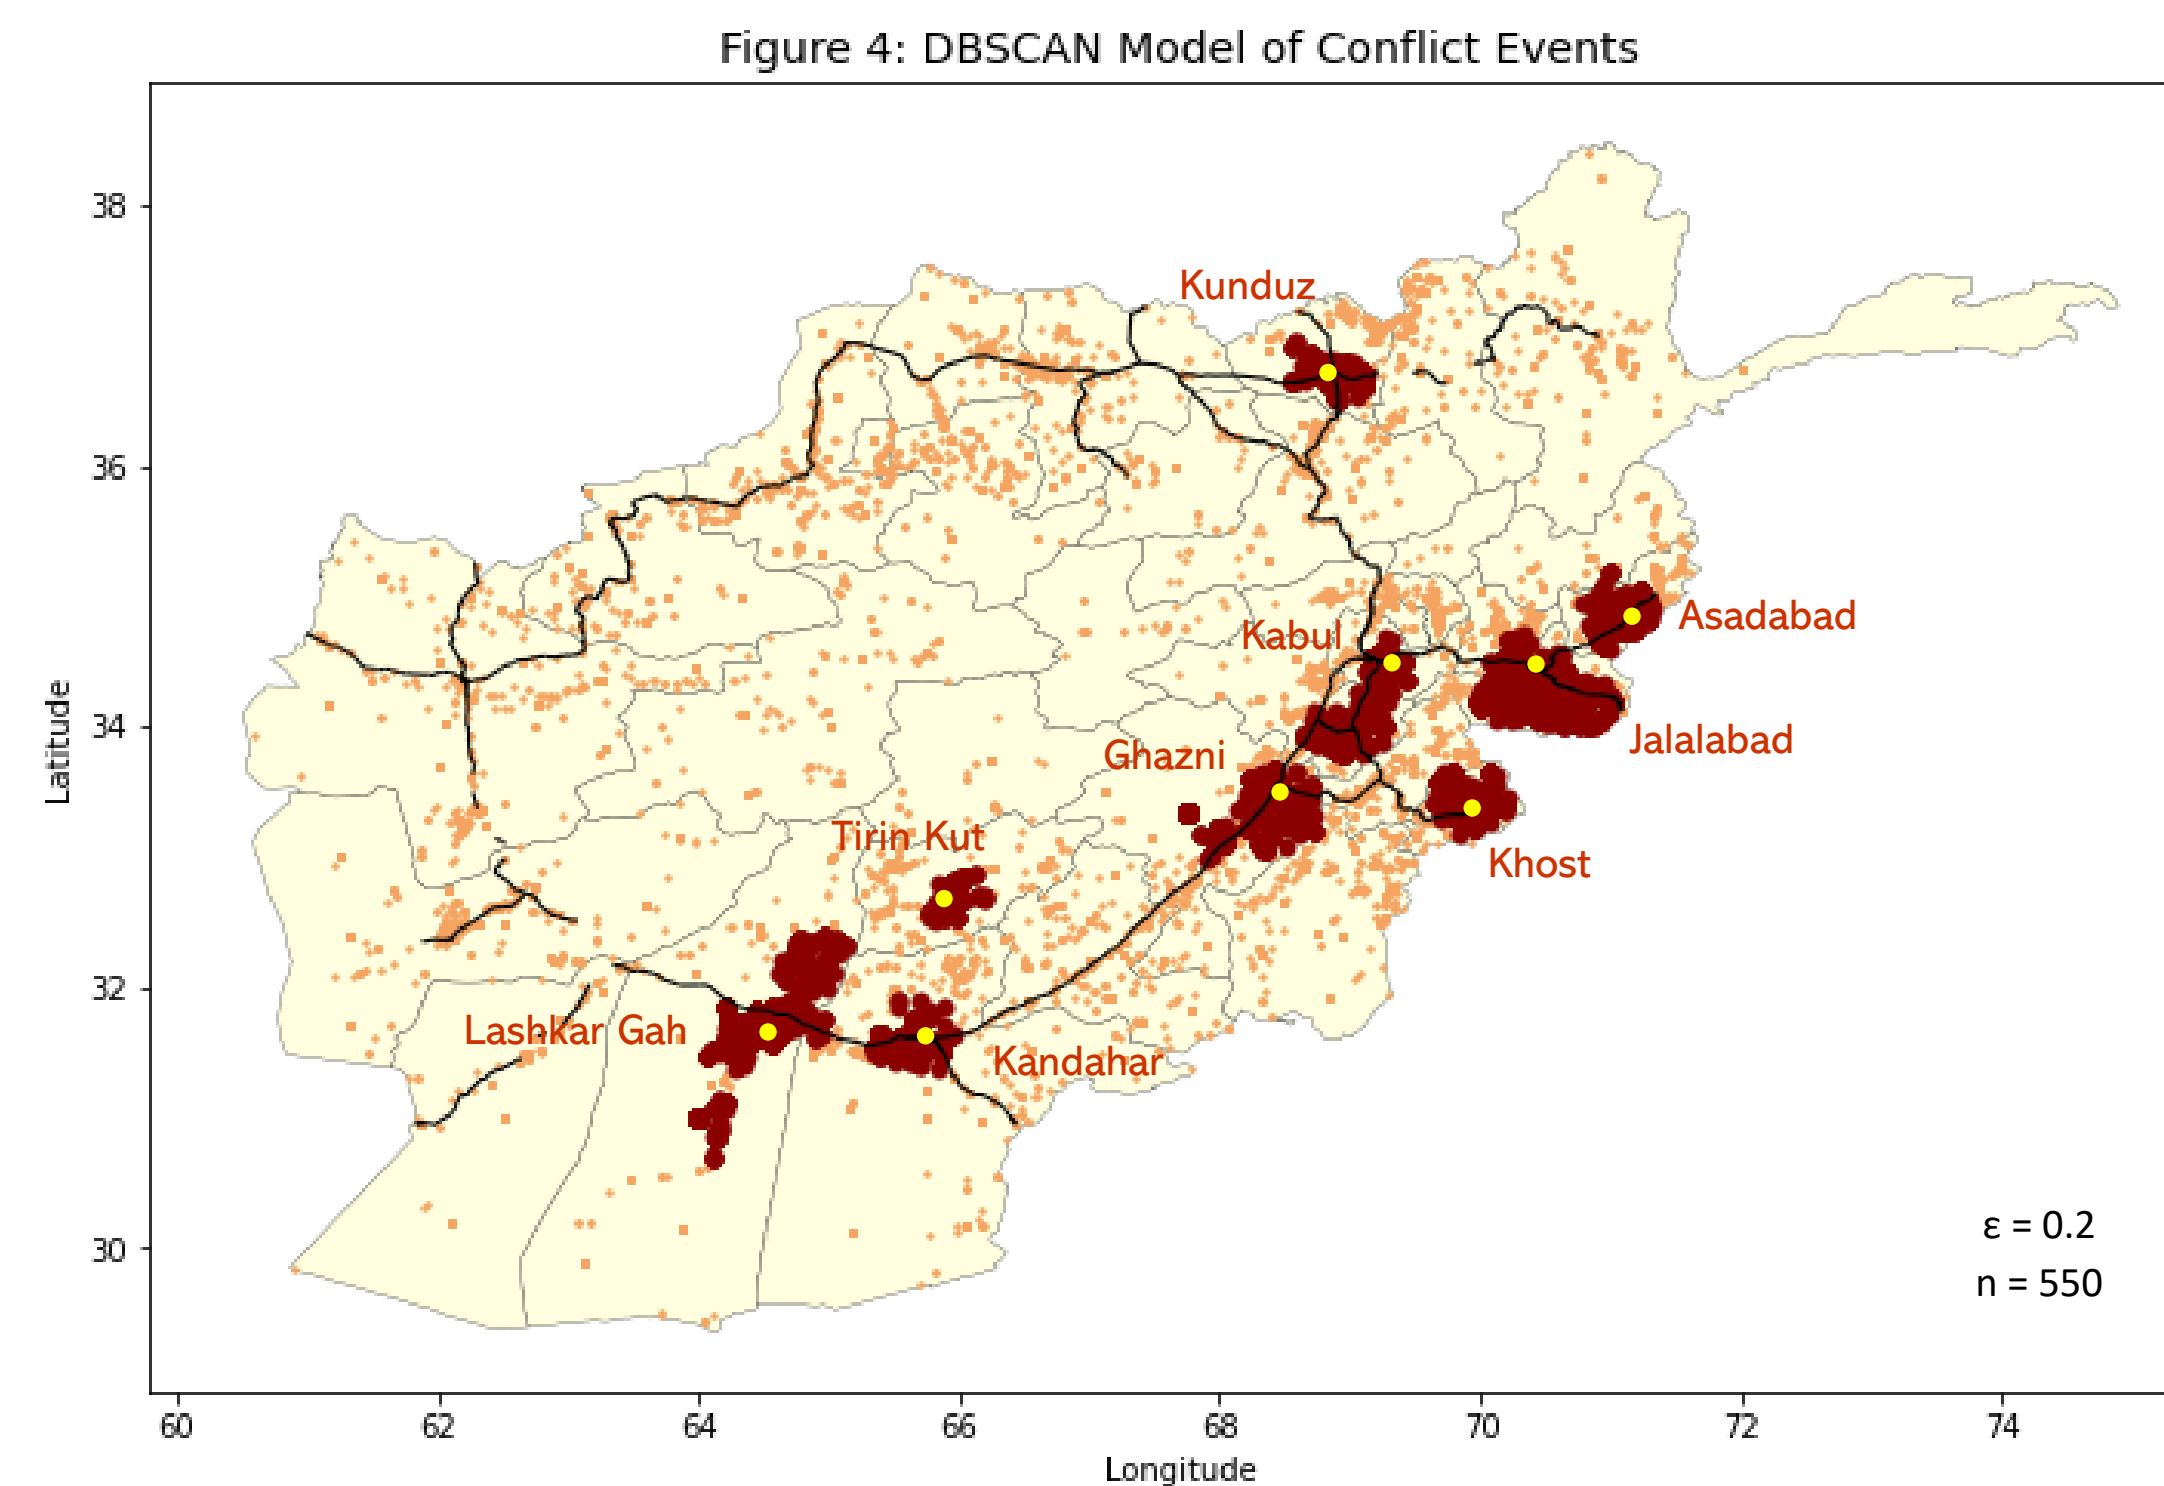 Figure 4: DBSCAN Model of Conflict Events
38
36
34
32
30
Latitude
Kunduz
Asadabad
Kabul
Jalalabad
Ghazni
Tirin Kut
Khost
Lashkar Gah
Kandahar
ε = 0.2
n = 550
60 62 64 66 68 70 72 74
Longitude